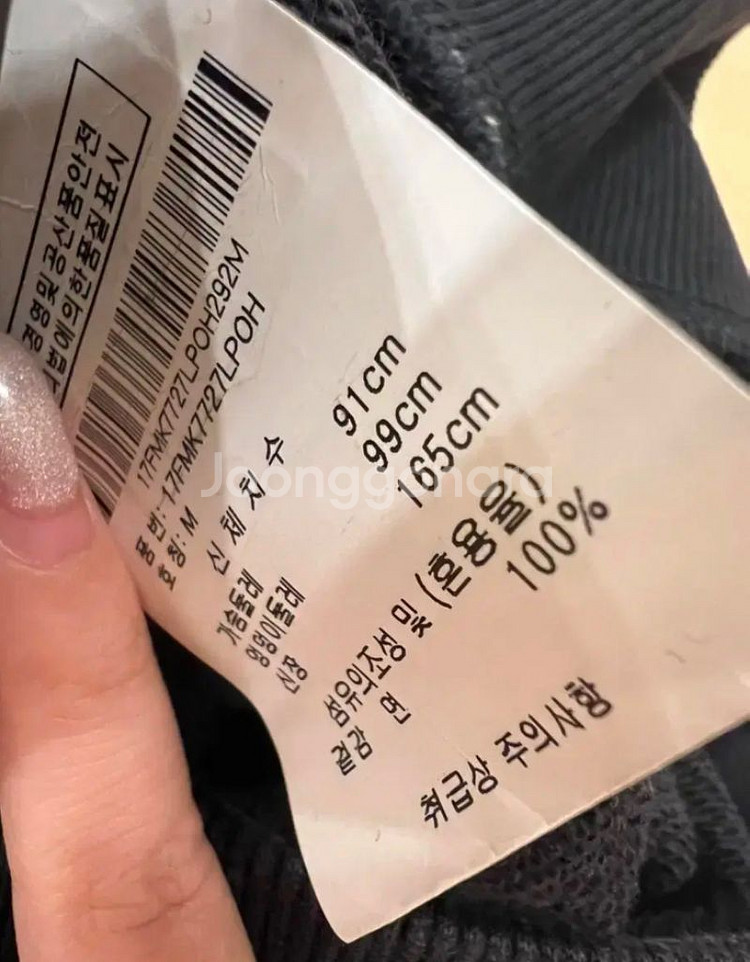 경영및 공산품안전
법에의한품질표시
17FMK7727LPOH292M
품 번: 17FMK7727LPOH
호 칭: M
신 체 치 수
가슴둘레 91cm
엉덩이둘레 99cm
신장 165cm
섬유의조성 및 (혼용율)
겉감 면 100%
취급상 주의사항
Joonggonara